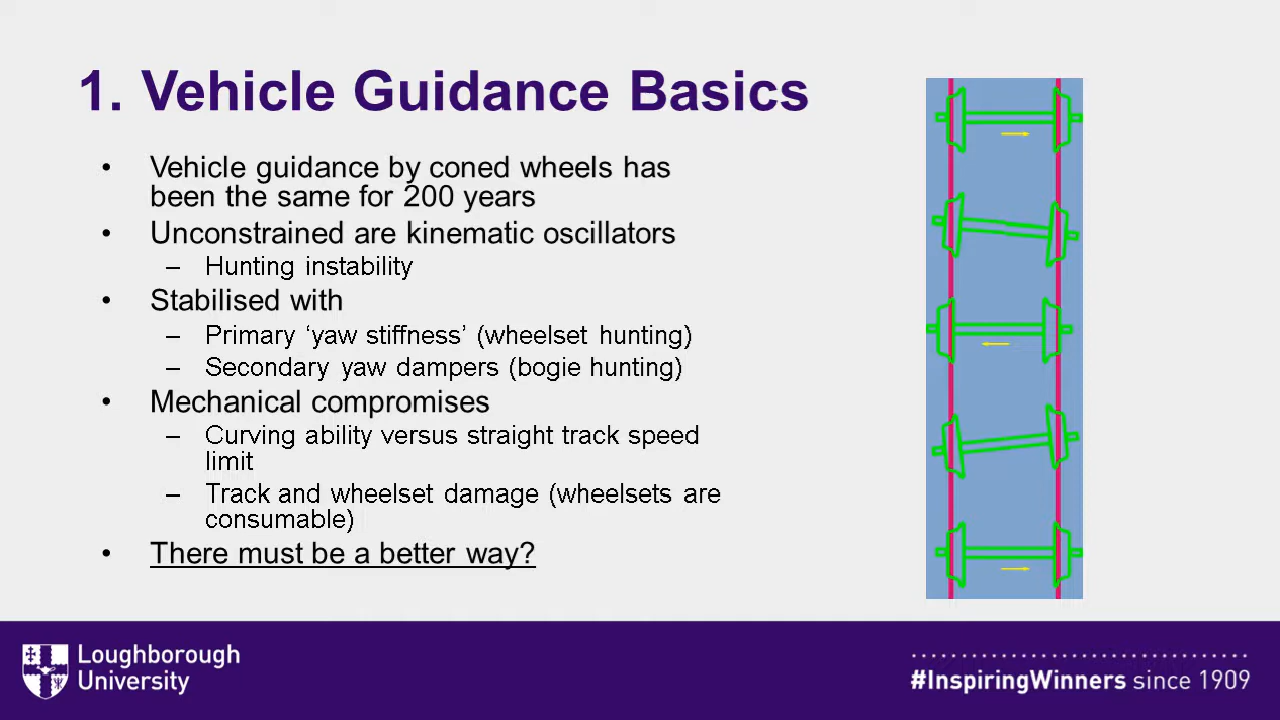 1. Vehicle Guidance Basics
• Vehicle guidance by coned wheels has
been the same for 200 years
• Unconstrained are kinematic oscillators
– Hunting instability
• Stabilised with
– Primary ‘yaw stiffness’ (wheelset hunting)
– Secondary yaw dampers (bogie hunting)
• Mechanical compromises
– Curving ability versus straight track speed
limit
– Track and wheelset damage (wheelsets are
consumable)
• There must be a better way?
Loughborough
University
#InspiringWinners since 1909